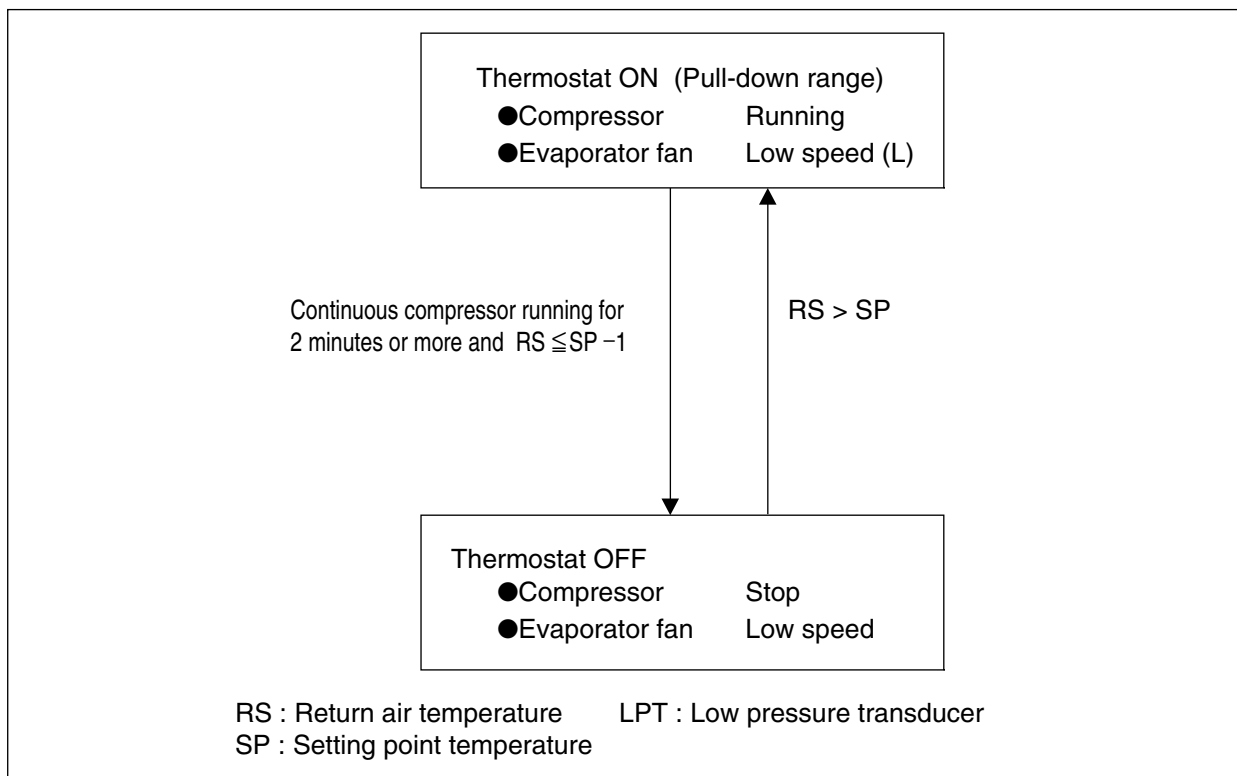 Thermostat ON (Pull-down range)
●Compressor Running
●Evaporator fan Low speed (L)
Continuous compressor running for
2 minutes or more and RS ≦SP −1
RS > SP
Thermostat OFF
●Compressor Stop
●Evaporator fan Low speed
RS : Return air temperature LPT : Low pressure transducer
SP : Setting point temperature